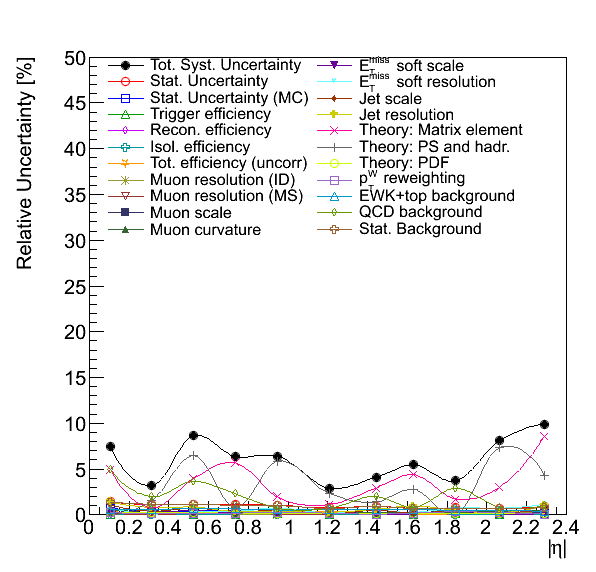 Relative Uncertainty [%]
50
45
40
35
30
25
20
15
10
5
0
Tot. Syst. Uncertainty
Stat. Uncertainty
Stat. Uncertainty (MC)
Trigger efficiency
Recon. efficiency
Isol. efficiency
Tot. efficiency (uncorr)
Muon resolution (ID)
Muon resolution (MS)
Muon scale
Muon curvature
E_T^miss soft scale
E_T^miss soft resolution
Jet scale
Jet resolution
Theory: Matrix element
Theory: PS and hadr.
Theory: PDF
p_T^W reweighting
EWK+top background
QCD background
Stat. Background
0 0.2 0.4 0.6 0.8 1 1.2 1.4 1.6 1.8 2 2.2 2.4
|η|